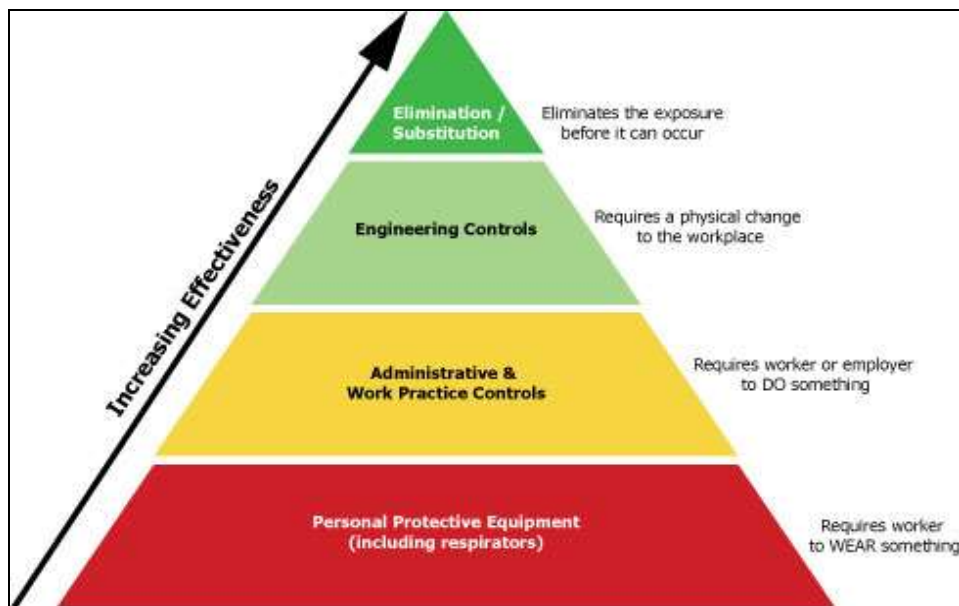 Elimination /
Substitution
Eliminates the exposure
before it can occur
Engineering Controls
Requires a physical change
to the workplace
Increasing Effectiveness
Administrative &
Work Practice Controls
Requires worker or employer
to DO something
Personal Protective Equipment
(including respirators)
Requires worker
to WEAR something